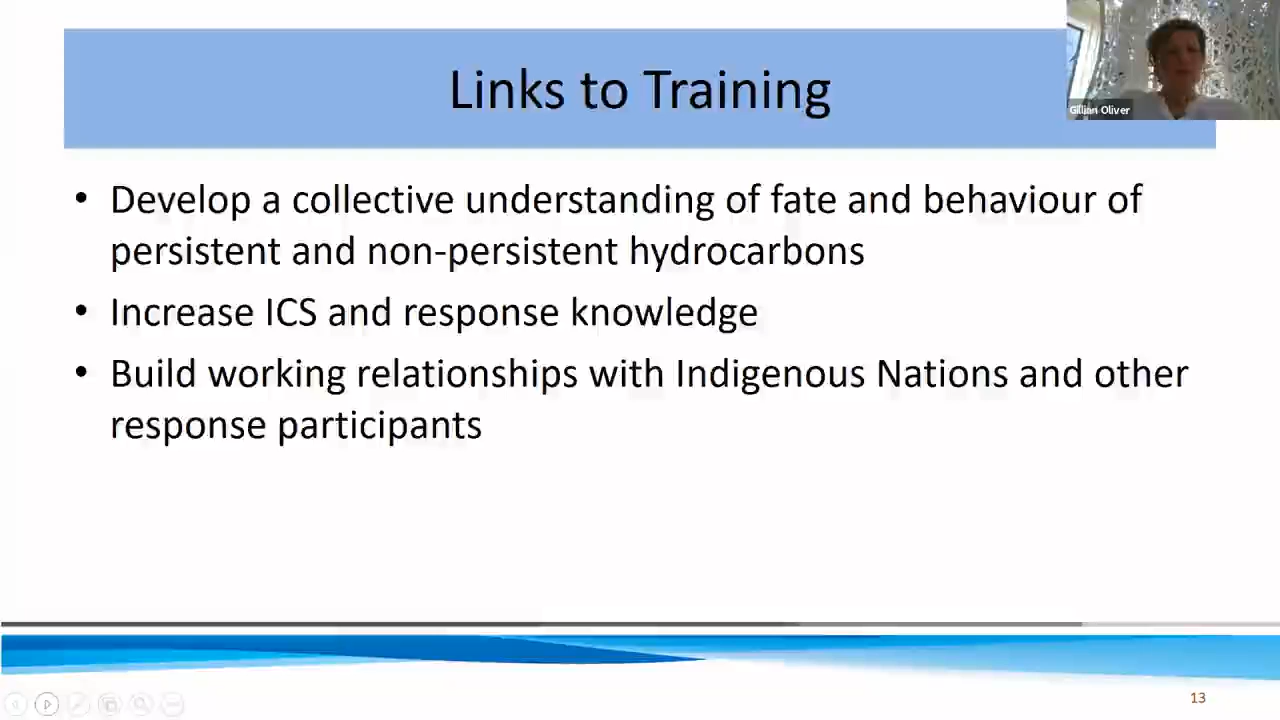 Links to Training
Gillian Oliver
• Develop a collective understanding of fate and behaviour of
persistent and non-persistent hydrocarbons
• Increase ICS and response knowledge
• Build working relationships with Indigenous Nations and other
response participants
13